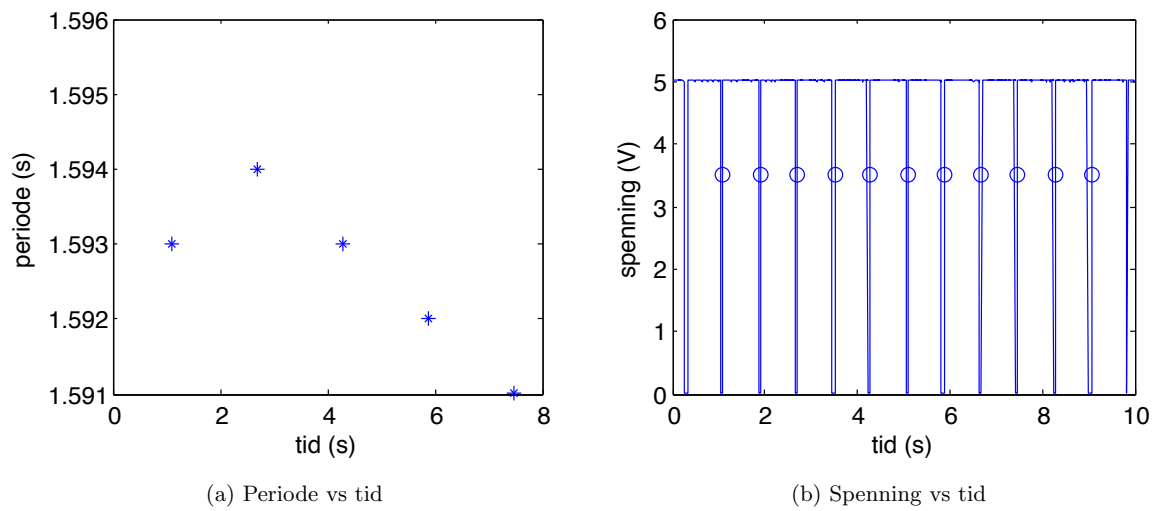 1.596
1.595
1.594
1.593
1.592
1.591
periode (s)
0 2 4 6 8
tid (s)
(a) Periode vs tid
6
5
4
3
2
1
0
spenning (V)
0 2 4 6 8 10
tid (s)
(b) Spenning vs tid